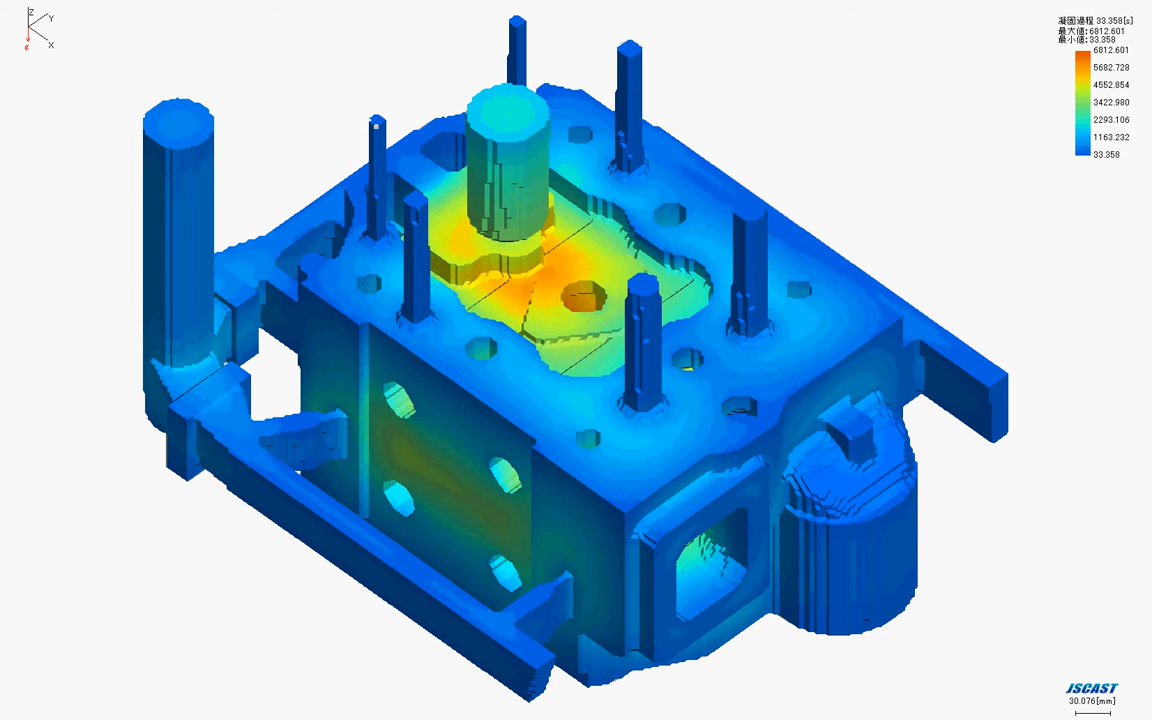 Z
Y
X
凝固過程 33.358[s]
最大値:6812.601
最小値:33.358
6812.601
5682.728
4552.854
3422.980
2293.106
1163.232
33.358
JSCAST
30.076[mm]